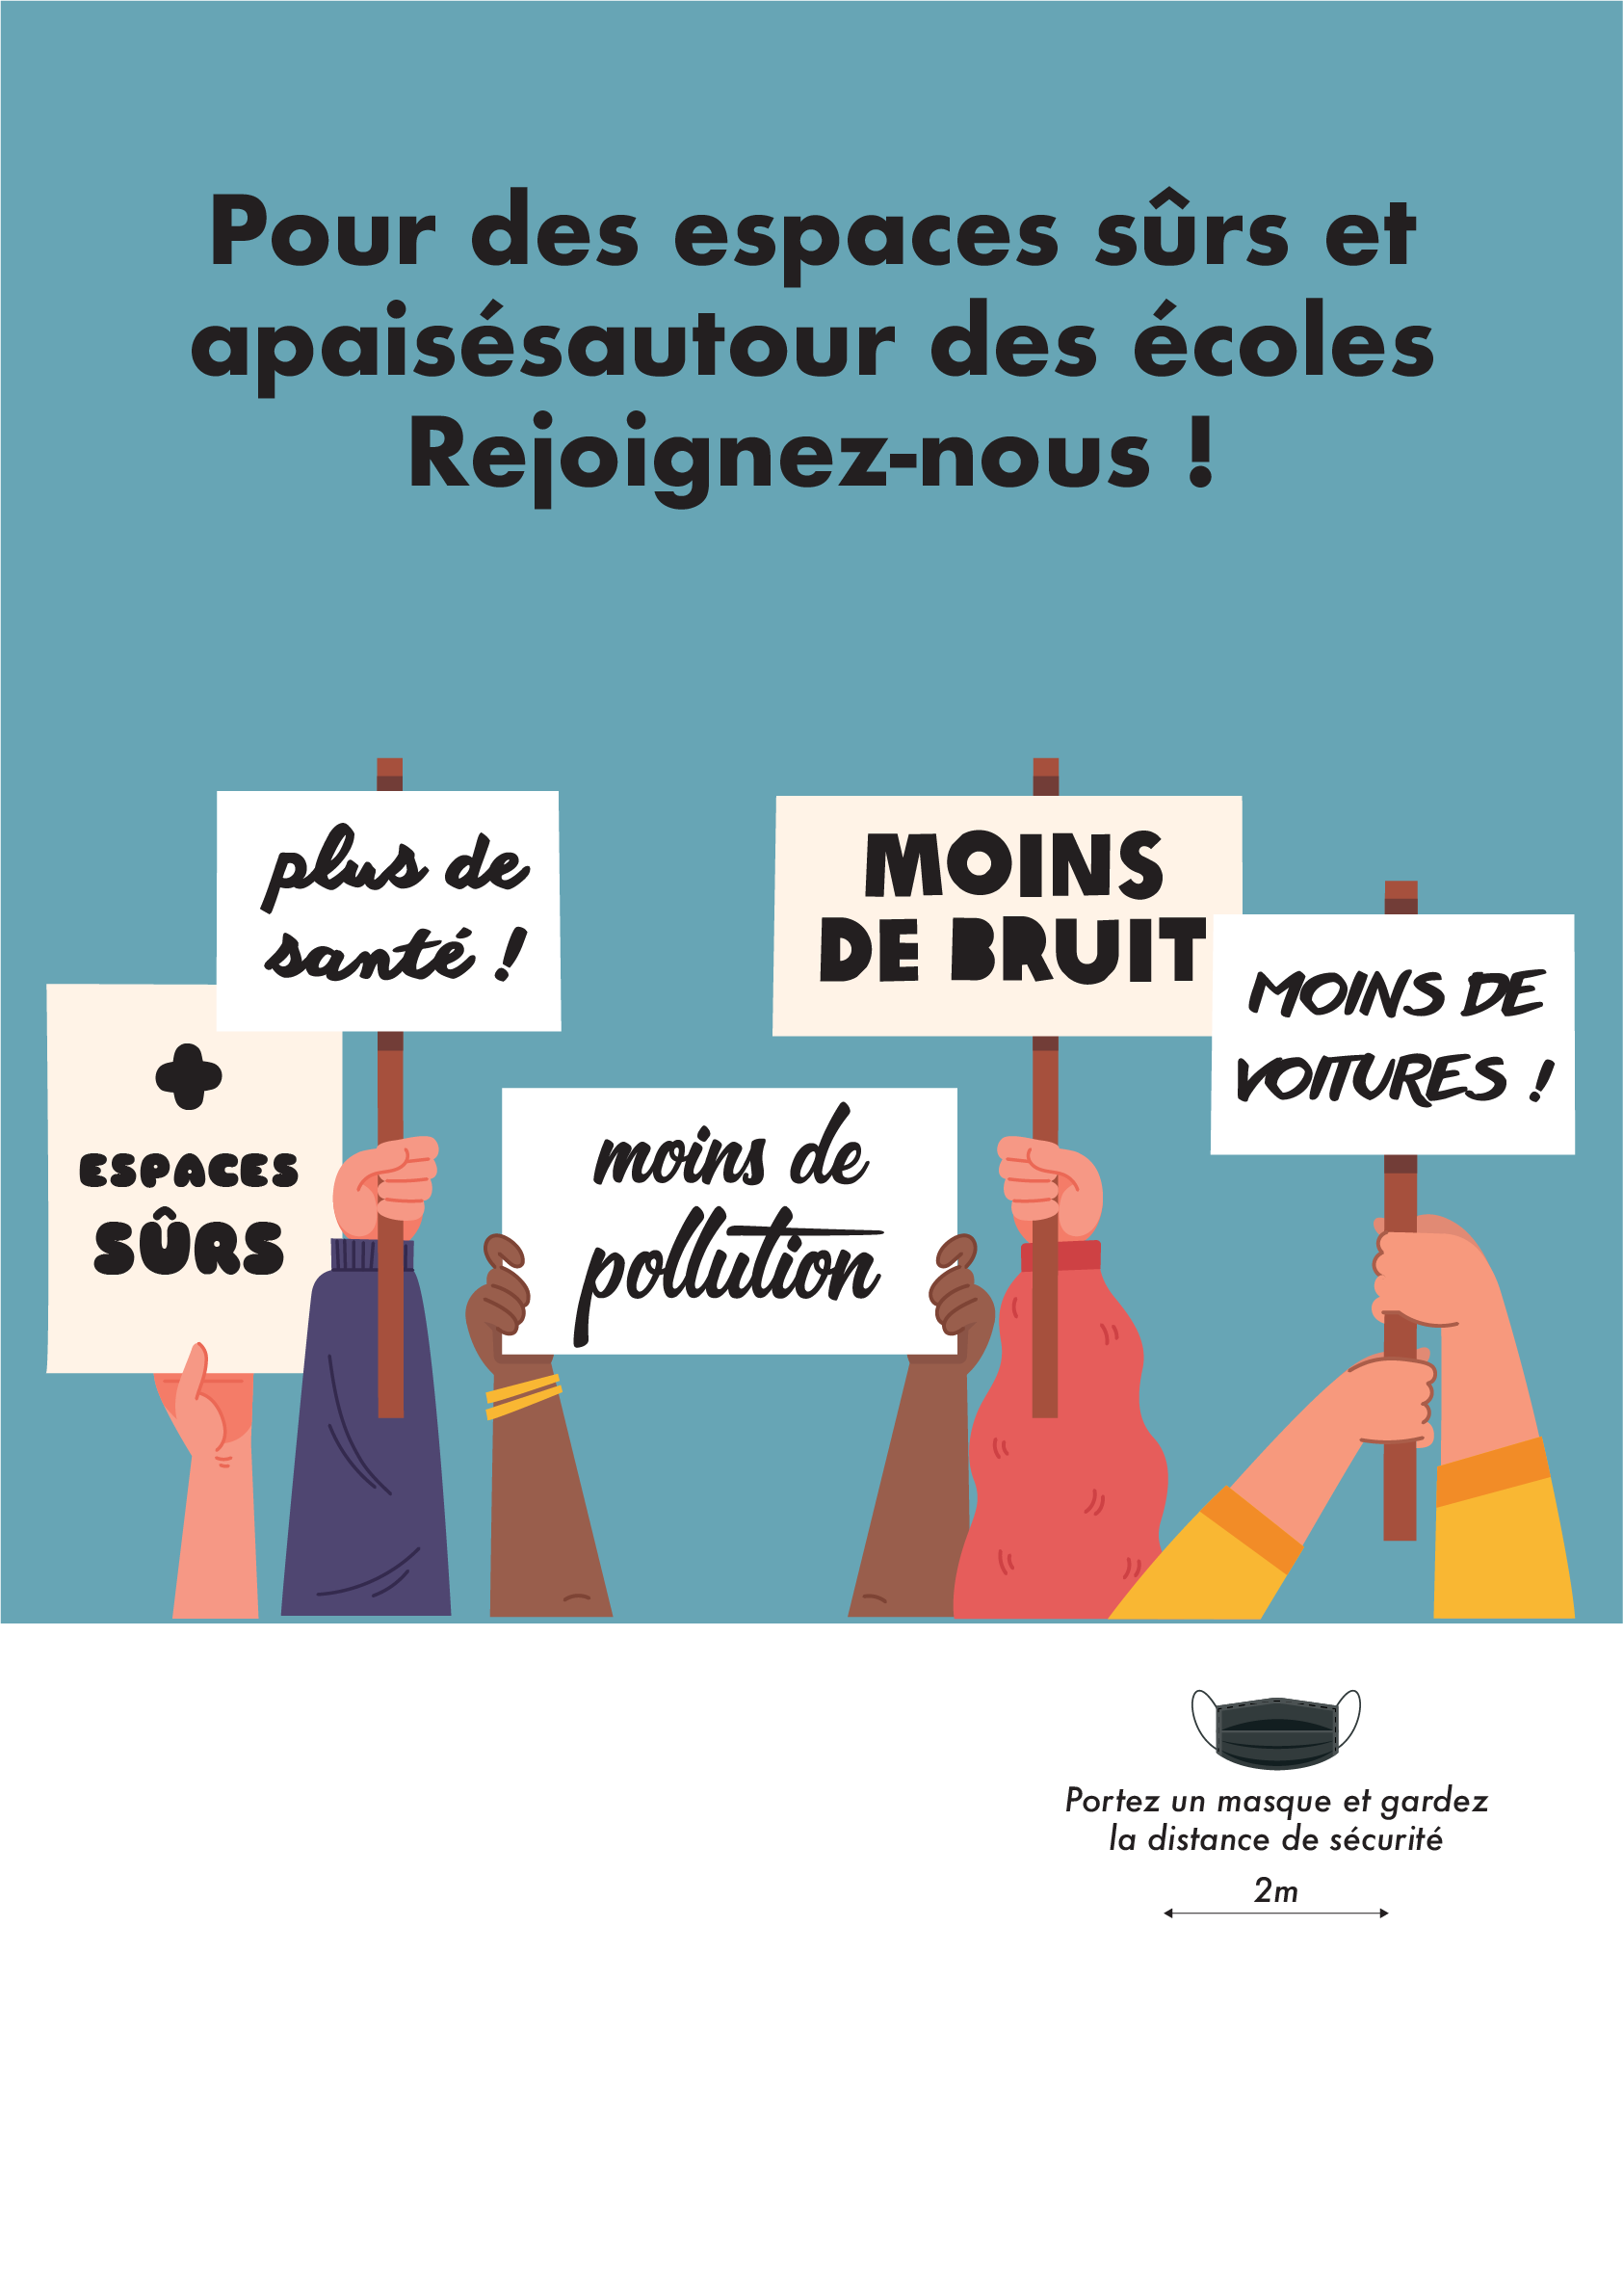 Pour des espaces sûrs et
apaisésautour des écoles
Rejoignez-nous !
plus de
santé !
MOINS
DE BRUIT
MOINS DE
VOITURES !
+
ESPACES
SÛRS
moins de
pollution
Portez un masque et gardez
la distance de sécurité
2m